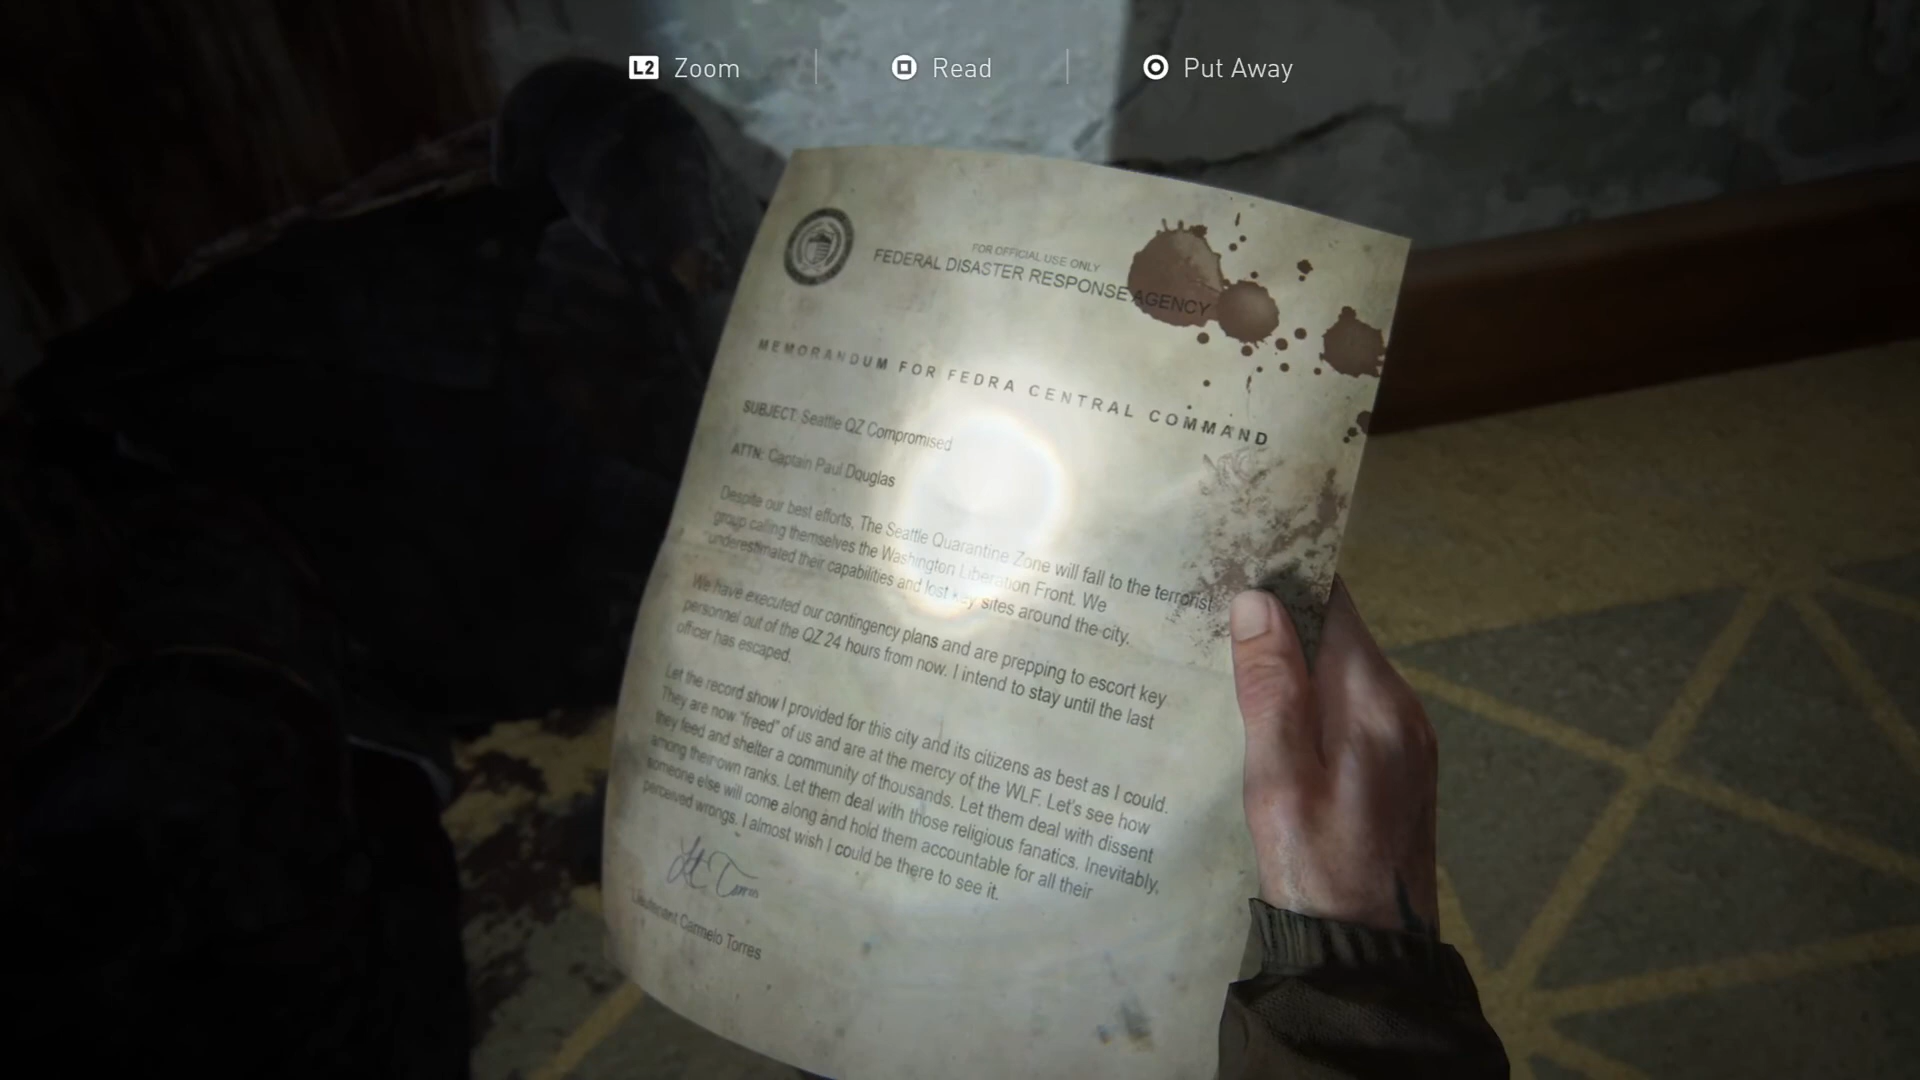 L2 Zoom
Read
Put Away
FOR OFFICIAL USE ONLY
FEDERAL DISASTER RESPONSE AGENCY
MEMORANDUM FOR FEDRA CENTRAL COMMAND
SUBJECT: Seattle QZ Compromised
ATTN: Captain Paul Douglas
Despite our best efforts, The Seattle Quarantine Zone will fall to the terrorist
group calling themselves the Washington Liberation Front. We
underestimated their capabilities and lost key sites around the city.
We have executed our contingency plans and are prepping to escort key
personnel out of the QZ 24 hours from now. I intend to stay until the last
officer has escaped.
Let the record show I provided for this city and its citizens as best as I could.
They are now "freed" of us and are at the mercy of the WLF. Let's see how
they feed and shelter a community of thousands. Let them deal with dissent
among their own ranks. Let them deal with those religious fanatics. Inevitably,
someone else will come along and hold them accountable for all their
perceived wrongs. I almost wish I could be there to see it.
Lieutenant Carmelo Torres